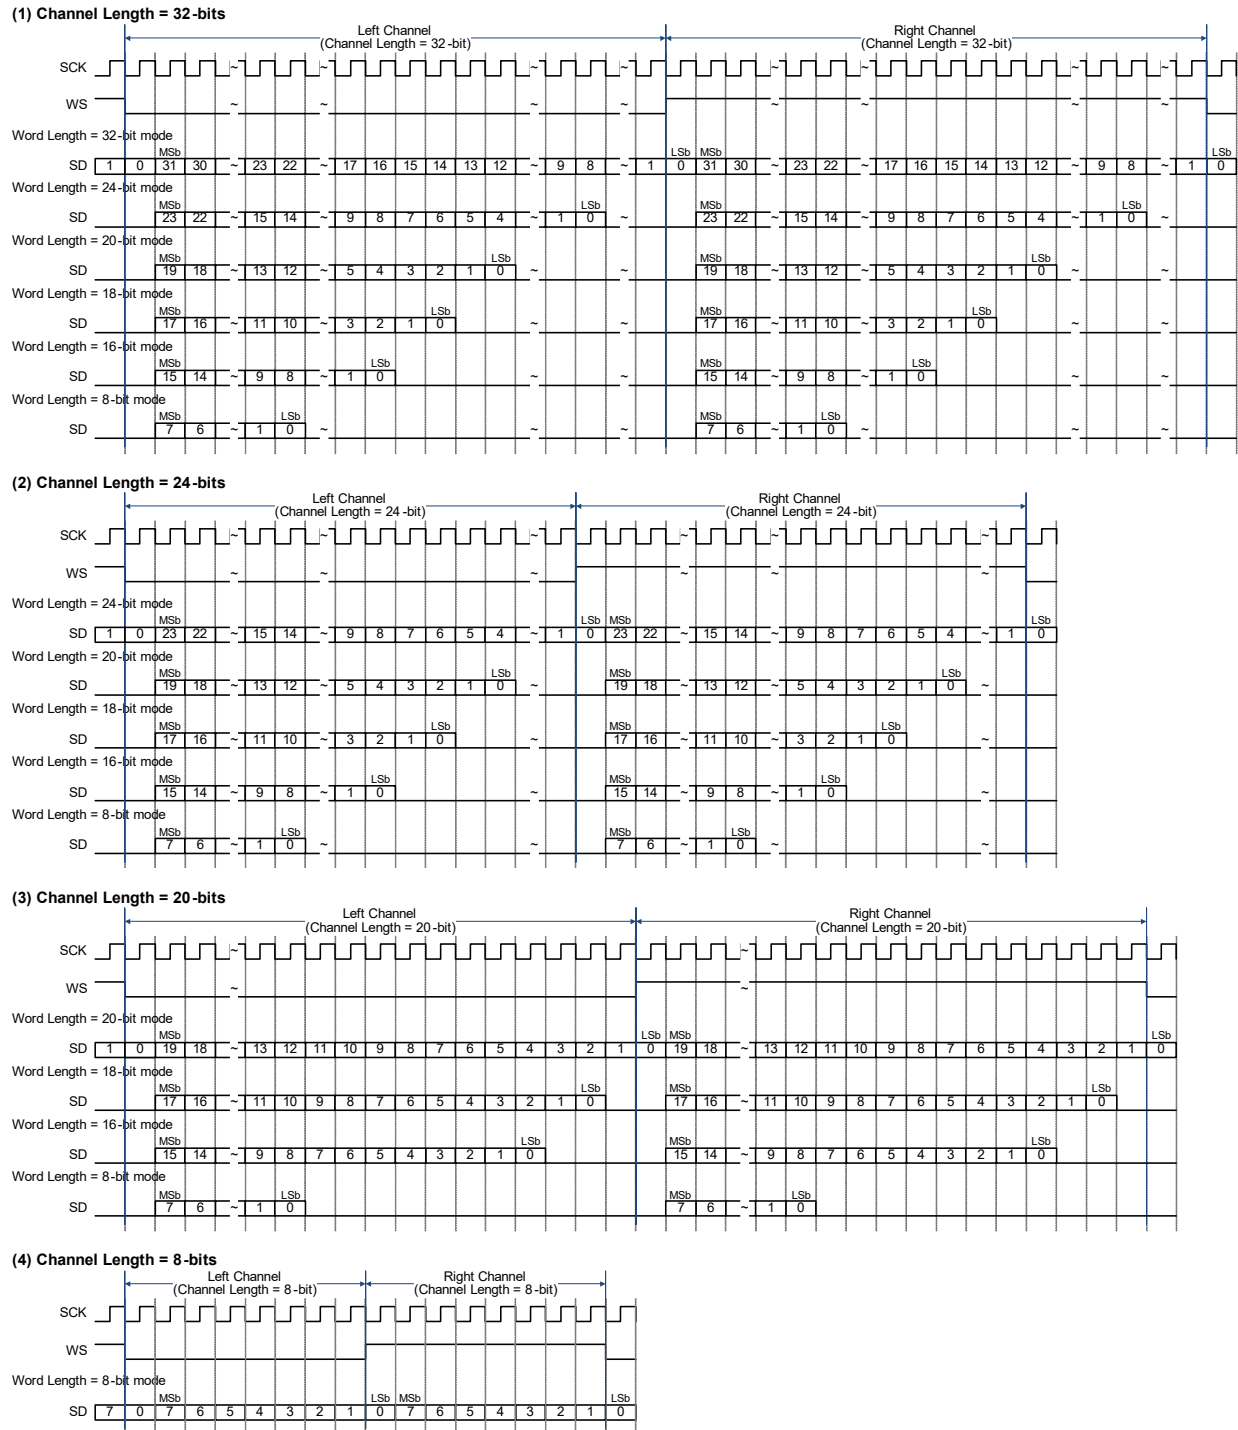 (1) Channel Length = 32-bits
Left Channel Right Channel
(Channel Length = 32-bit) (Channel Length = 32-bit)
SCK ~ ~ ~ ~ ~ ~ ~ ~
WS ~ ~ ~ ~ ~ ~ ~ ~
Word Length = 32-bit mode
MSb LSb MSb LSb
SD 1 0 31 30 ~ 23 22 ~ 17 16 15 14 13 12 ~ 9 8 ~ 1 0 31 30 ~ 23 22 ~ 17 16 15 14 13 12 ~ 9 8 ~ 1 0
Word Length = 24-bit mode
MSb LSb MSb LSb
SD 23 22 ~ 15 14 ~ 9 8 7 6 5 4 ~ 1 0 ~ 23 22 ~ 15 14 ~ 9 8 7 6 5 4 ~ 1 0 ~
Word Length = 20-bit mode
MSb LSb MSb LSb
SD 19 18 ~ 13 12 ~ 5 4 3 2 1 0 ~ ~ 19 18 ~ 13 12 ~ 5 4 3 2 1 0 ~ ~
Word Length = 18-bit mode
MSb LSb MSb LSb
SD 17 16 ~ 11 10 ~ 3 2 1 0 ~ ~ 17 16 ~ 11 10 ~ 3 2 1 0 ~ ~
Word Length = 16-bit mode
MSb LSb MSb LSb
SD 15 14 ~ 9 8 ~ 1 0 ~ ~ 15 14 ~ 9 8 ~ 1 0 ~ ~
Word Length = 8-bit mode
MSb LSb MSb LSb
SD 7 6 ~ 1 0 ~ ~ ~ 7 6 ~ 1 0 ~ ~ ~
(2) Channel Length = 24-bits
Left Channel Right Channel
(Channel Length = 24-bit) (Channel Length = 24-bit)
SCK ~ ~ ~ ~ ~ ~
WS ~ ~ ~ ~ ~ ~
Word Length = 24-bit mode
MSb LSb MSb LSb
SD 1 0 23 22 ~ 15 14 ~ 9 8 7 6 5 4 ~ 1 0 23 22 ~ 15 14 ~ 9 8 7 6 5 4 ~ 1 0
Word Length = 20-bit mode
MSb LSb MSb LSb
SD 19 18 ~ 13 12 ~ 5 4 3 2 1 0 ~ 19 18 ~ 13 12 ~ 5 4 3 2 1 0 ~
Word Length = 18-bit mode
MSb LSb MSb LSb
SD 17 16 ~ 11 10 ~ 3 2 1 0 ~ 17 16 ~ 11 10 ~ 3 2 1 0 ~
Word Length = 16-bit mode
MSb LSb MSb LSb
SD 15 14 ~ 9 8 ~ 1 0 ~ 15 14 ~ 9 8 ~ 1 0 ~
Word Length = 8-bit mode
MSb LSb MSb LSb
SD 7 6 ~ 1 0 ~ ~ 7 6 ~ 1 0 ~ ~
(3) Channel Length = 20-bits
Left Channel Right Channel
(Channel Length = 20-bit) (Channel Length = 20-bit)
SCK ~ ~
WS ~ ~
Word Length = 20-bit mode
MSb LSb MSb LSb
SD 1 0 19 18 ~ 13 12 11 10 9 8 7 6 5 4 3 2 1 0 19 18 ~ 13 12 11 10 9 8 7 6 5 4 3 2 1 0
Word Length = 18-bit mode
MSb LSb MSb LSb
SD 17 16 ~ 11 10 9 8 7 6 5 4 3 2 1 0 17 16 ~ 11 10 9 8 7 6 5 4 3 2 1 0
Word Length = 16-bit mode
MSb LSb MSb LSb
SD 15 14 ~ 9 8 7 6 5 4 3 2 1 0 15 14 ~ 9 8 7 6 5 4 3 2 1 0
Word Length = 8-bit mode
MSb LSb MSb LSb
SD 7 6 ~ 1 0 7 6 ~ 1 0
(4) Channel Length = 8-bits
Left Channel Right Channel
(Channel Length = 8-bit) (Channel Length = 8-bit)
SCK
WS
Word Length = 8-bit mode
MSb LSb MSb LSb
SD 7 0 7 6 5 4 3 2 1 0 7 6 5 4 3 2 1 0